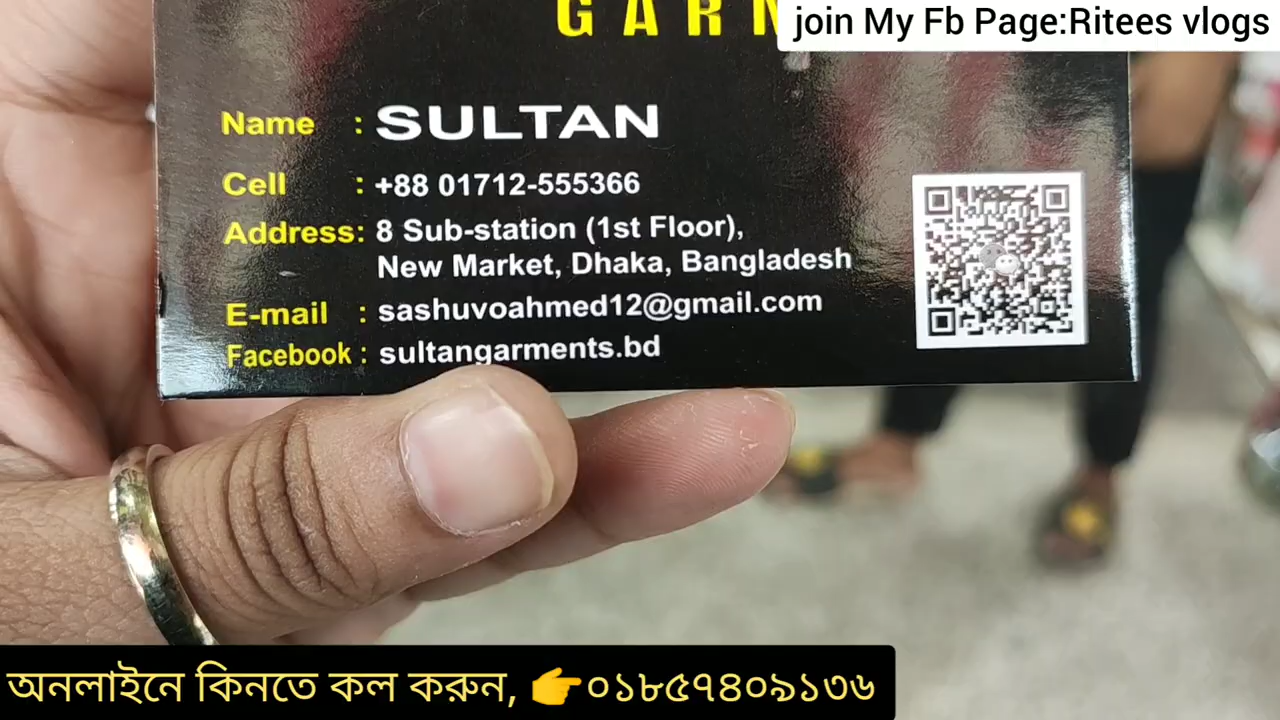 join My Fb Page:Ritees vlogs
Name : SULTAN
Cell : +88 01712-555366
Address: 8 Sub-station (1st Floor),
New Market, Dhaka, Bangladesh
E-mail : sashuvoahmed12@gmail.com
Facebook : sultangarments.bd
অনলাইনে কিনতে কল করুন, 👉০১৮৫৭৪০৯১৩৬